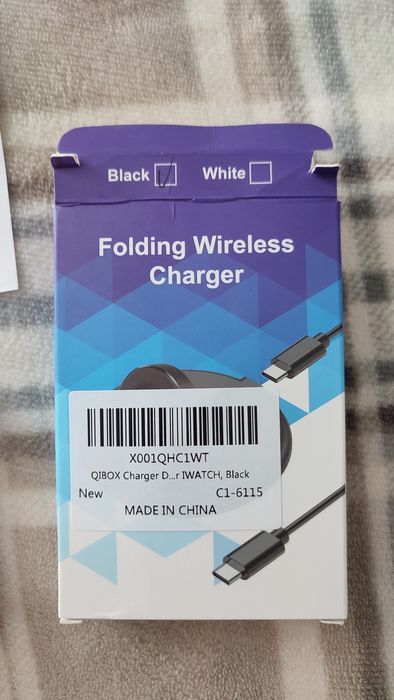 Black White
Folding Wireless
Charger
X001QHC1WT
QIBOX Charger D...r IWATCH, Black
New C1-6115
MADE IN CHINA